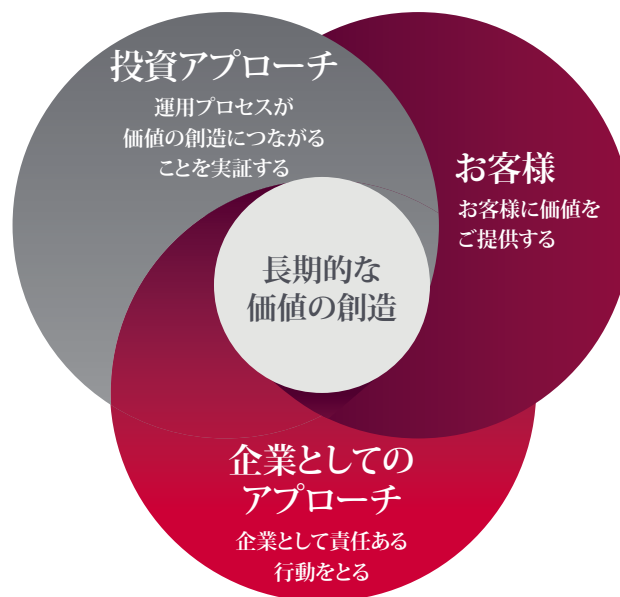 投資アプローチ
運用プロセスが
価値の創造につながる
ことを実証する
お客様
お客様に価値を
ご提供する
長期的な
価値の創造
企業としての
アプローチ
企業として責任ある
行動をとる